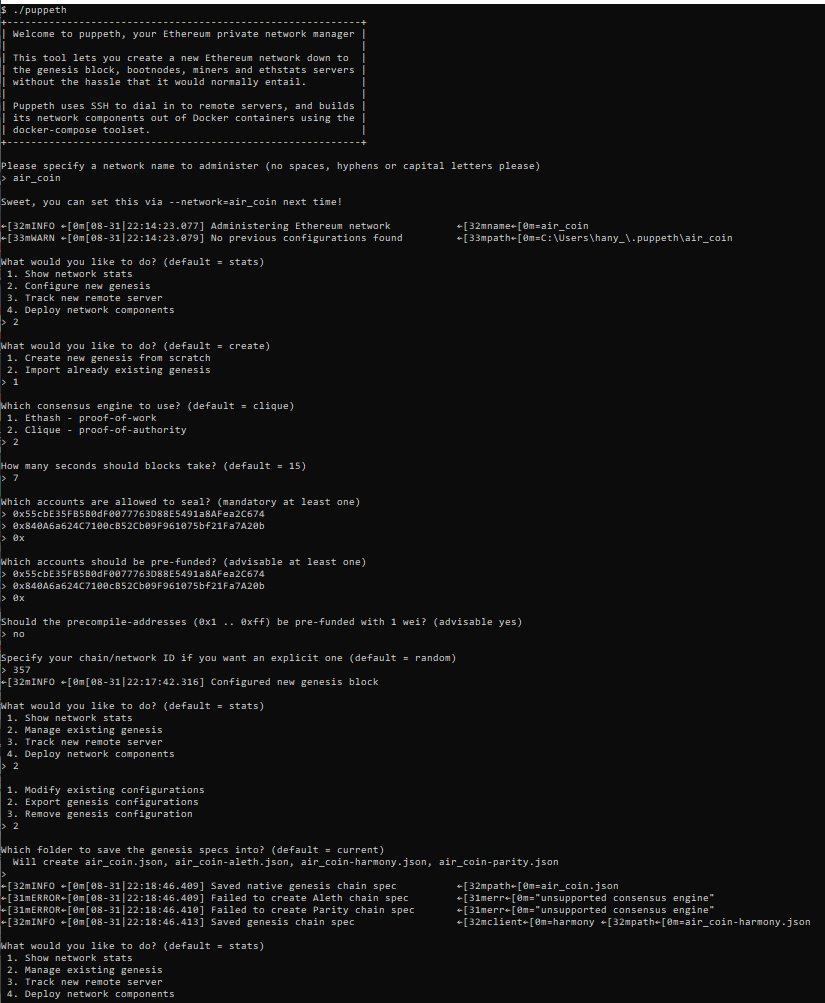 $ ./puppeth
+-----------------------------------------------------------+
| Welcome to puppeth, your Ethereum private network manager |
|                                                           |
| This tool lets you create a new Ethereum network down to  |
| the genesis block, bootnodes, miners and ethstats servers |
| without the hassle that it would normally entail.         |
|                                                           |
| Puppeth uses SSH to dial in to remote servers, and builds |
| its network components out of Docker containers using the |
| docker-compose toolset.                                   |
+-----------------------------------------------------------+
Please specify a network name to administer (no spaces, hyphens or capital letters please)
> air_coin
Sweet, you can set this via --network=air_coin next time!
←[32mINFO ←[0m[08-31|22:14:23.077] Administering Ethereum network           ←[32mname←[0m=air_coin
←[33mWARN ←[0m[08-31|22:14:23.079] No previous configurations found         ←[33mpath←[0m=C:\Users\hany_\.puppeth\air_coin
What would you like to do? (default = stats)
 1. Show network stats
 2. Configure new genesis
 3. Track new remote server
 4. Deploy network components
> 2
What would you like to do? (default = create)
 1. Create new genesis from scratch
 2. Import already existing genesis
> 1
Which consensus engine to use? (default = clique)
 1. Ethash - proof-of-work
 2. Clique - proof-of-authority
> 2
How many seconds should blocks take? (default = 15)
> 7
Which accounts are allowed to seal? (mandatory at least one)
> 0x55cbE35FB5B0dF0077763D88E5491a8AFea2C674
> 0x840A6a624C7100cB52Cb09F961075bf21Fa7A20b
> 0x
Which accounts should be pre-funded? (advisable at least one)
> 0x55cbE35FB5B0dF0077763D88E5491a8AFea2C674
> 0x840A6a624C7100cB52Cb09F961075bf21Fa7A20b
> 0x
Should the precompile-addresses (0x1 .. 0xff) be pre-funded with 1 wei? (advisable yes)
> no
Specify your chain/network ID if you want an explicit one (default = random)
> 357
←[32mINFO ←[0m[08-31|22:17:42.316] Configured new genesis block
What would you like to do? (default = stats)
 1. Show network stats
 2. Manage existing genesis
 3. Track new remote server
 4. Deploy network components
> 2
 1. Modify existing configurations
 2. Export genesis configurations
 3. Remove genesis configuration
> 2
Which folder to save the genesis specs into? (default = current)
  Will create air_coin.json, air_coin-aleth.json, air_coin-harmony.json, air_coin-parity.json
>
←[32mINFO ←[0m[08-31|22:18:46.409] Saved native genesis chain spec          ←[32mpath←[0m=air_coin.json
←[31mERROR←[0m[08-31|22:18:46.409] Failed to create Aleth chain spec        ←[31merr←[0m="unsupported consensus engine"
←[31mERROR←[0m[08-31|22:18:46.410] Failed to create Parity chain spec       ←[31merr←[0m="unsupported consensus engine"
←[32mINFO ←[0m[08-31|22:18:46.413] Saved genesis chain spec                 ←[32mclient←[0m=harmony ←[32mpath←[0m=air_coin-harmony.json
What would you like to do? (default = stats)
 1. Show network stats
 2. Manage existing genesis
 3. Track new remote server
 4. Deploy network components